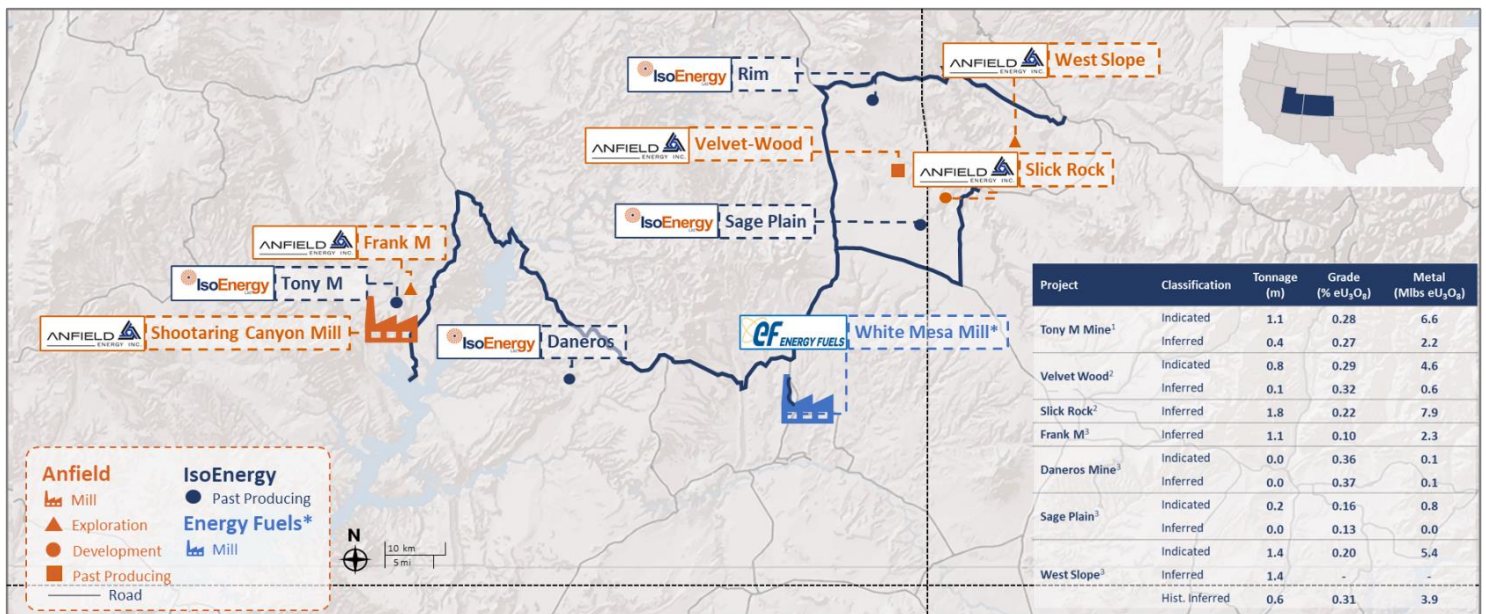 IsoEnergy Rim
ANFIELD ENERGY INC. West Slope
ANFIELD ENERGY INC. Velvet-Wood
ANFIELD ENERGY INC. Slick Rock
IsoEnergy Sage Plain
ANFIELD ENERGY INC. Frank M
IsoEnergy Tony M
ANFIELD ENERGY INC. Shootaring Canyon Mill
IsoEnergy Daneros
ef ENERGY FUELS White Mesa Mill*
Anfield
Mill
Exploration
Development
Past Producing
Road
IsoEnergy
Past Producing
Energy Fuels*
Mill
N
10 km
5 mi
Project Classification Tonnage (m) Grade (% eU₃O₈) Metal (Mlbs eU₃O₈)
Tony M Mine¹ Indicated 1.1 0.28 6.6
Inferred 0.4 0.27 2.2
Velvet Wood² Indicated 0.8 0.29 4.6
Inferred 0.1 0.32 0.6
Slick Rock² Inferred 1.8 0.22 7.9
Frank M³ Inferred 1.1 0.10 2.3
Daneros Mine³ Indicated 0.0 0.36 0.1
Inferred 0.0 0.37 0.1
Sage Plain³ Indicated 0.2 0.16 0.8
Inferred 0.0 0.13 0.0
West Slope³ Indicated 1.4 0.20 5.4
Inferred 1.4 - -
Hist. Inferred 0.6 0.31 3.9